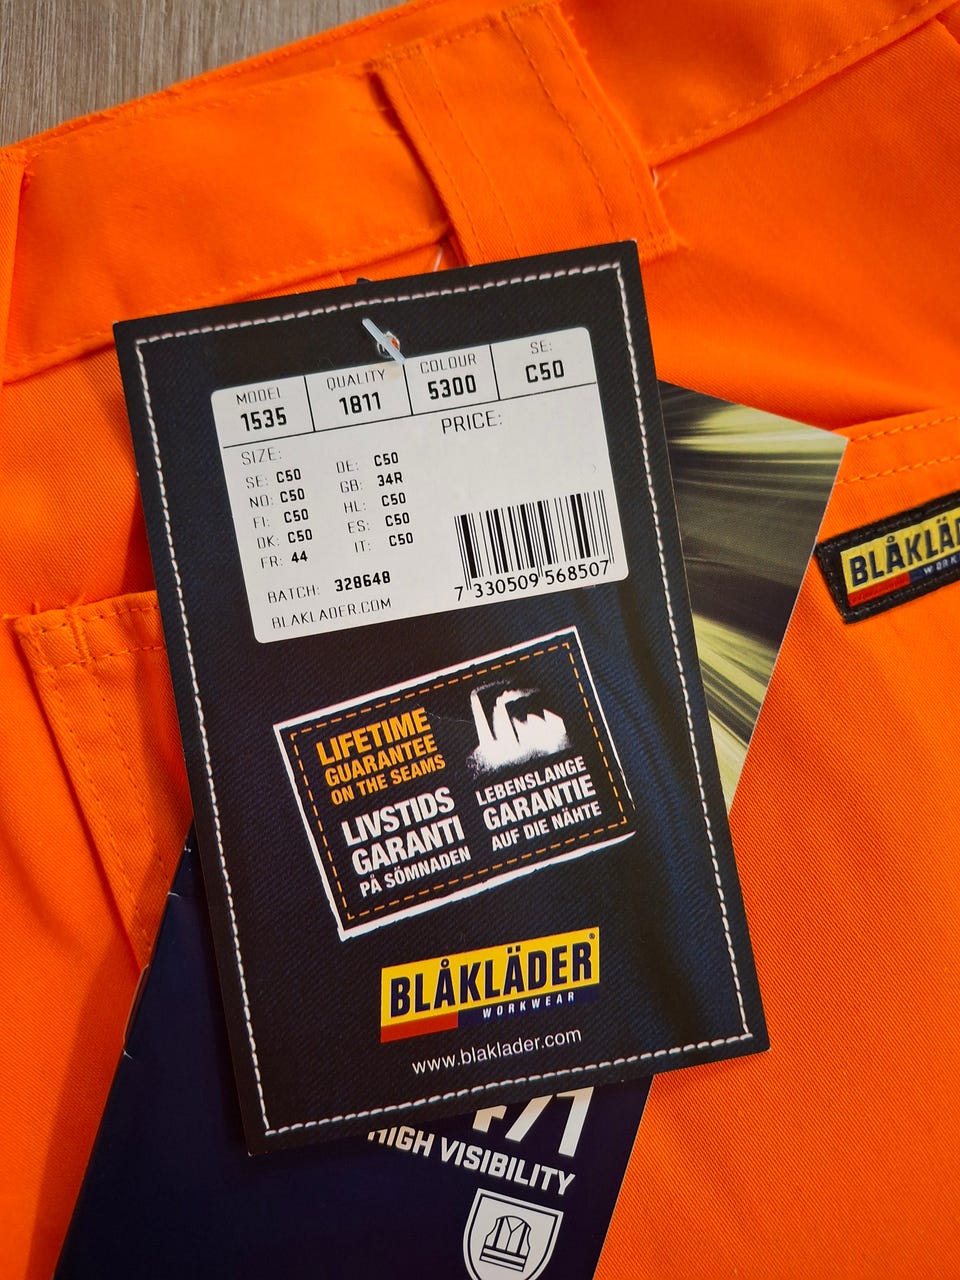 MODEL QUALITY COLOUR SE:
1535 1811 5300 C50
SIZE: PRICE:
SE: C50 DE: C50
NO: C50 GB: 34R
FI: C50 HL: C50
DK: C50 ES: C50
FR: 44 IT: C50
BATCH: 328648
BLAKLADER.COM
7 330509 568507
LIFETIME
GUARANTEE
ON THE SEAMS
LIVSTIDS
GARANTI
PÅ SÖMNADEN
LEBENSLANGE
GARANTIE
AUF DIE NÄHTE
BLÅKLÄDER®
WORKWEAR
www.blaklader.com
HIGH VISIBILITY
BLÅKLÄD
WORK